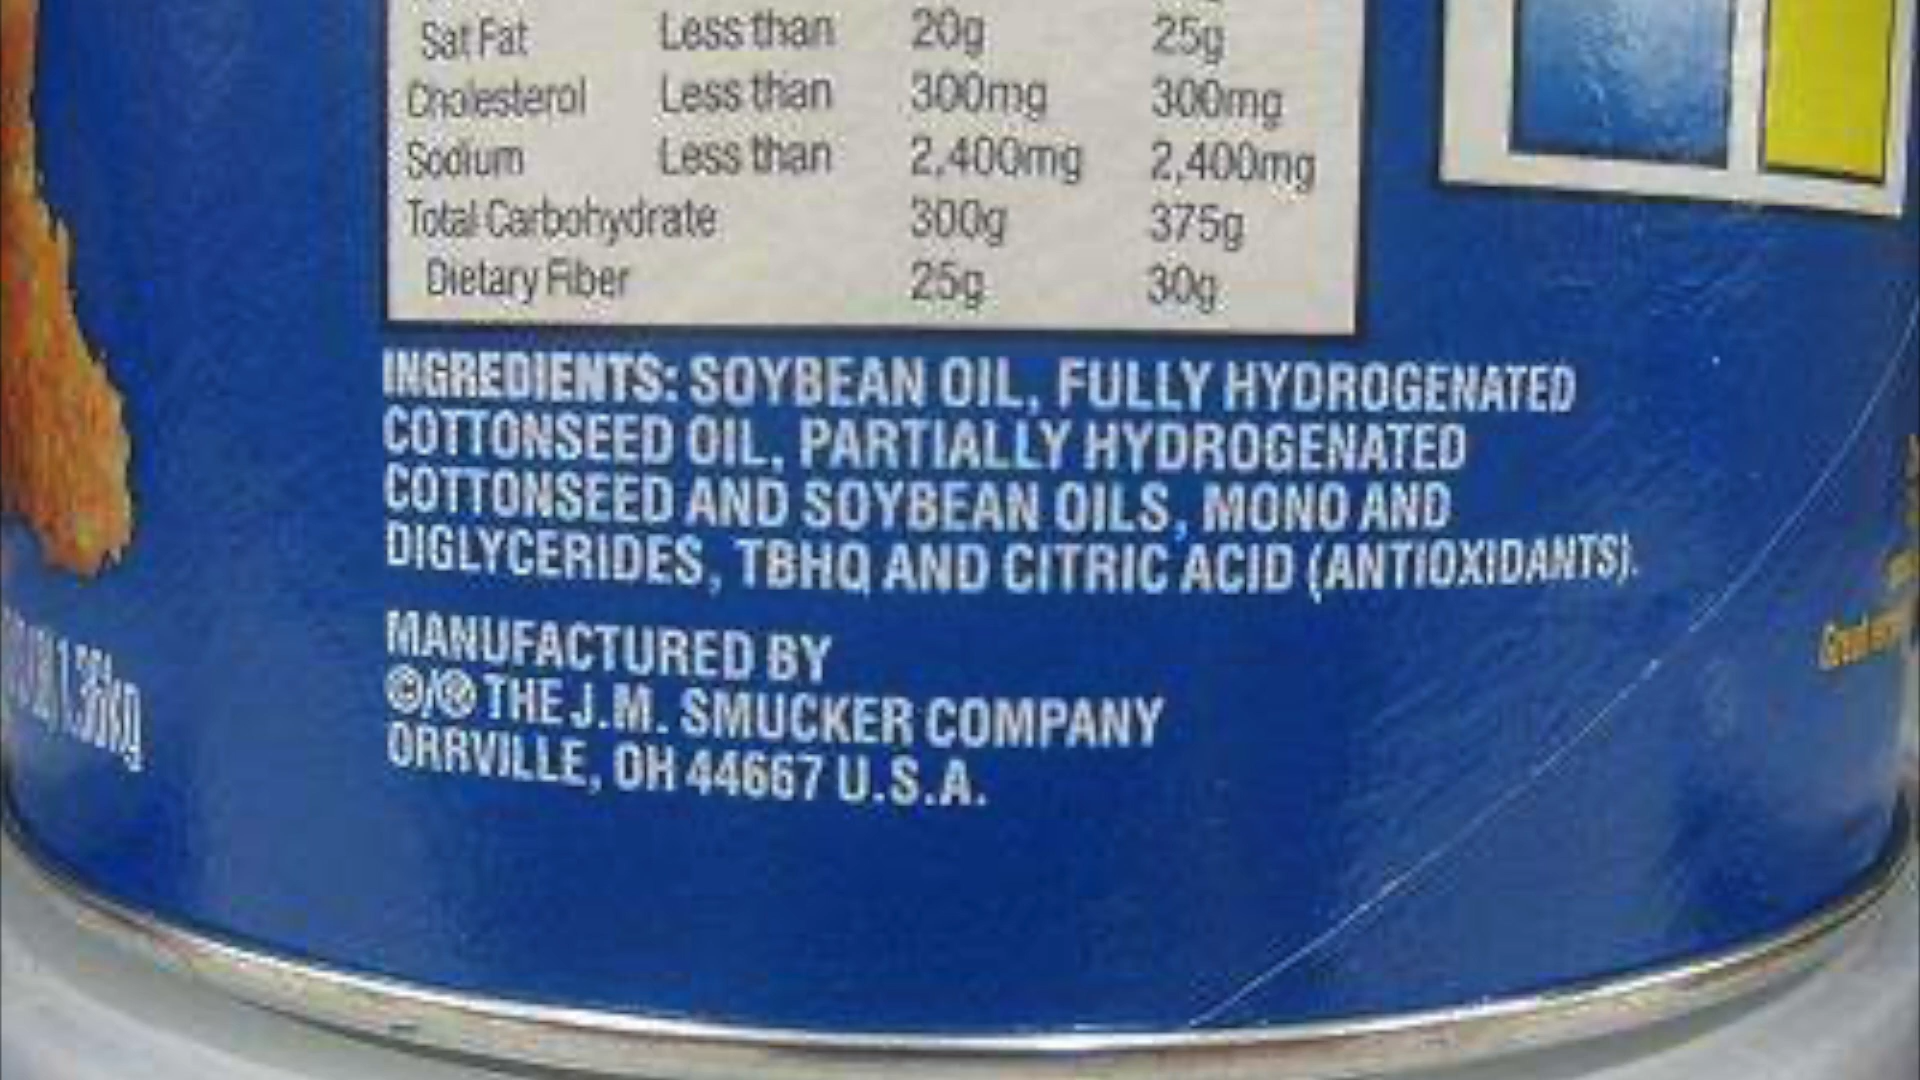 Sat Fat Less than 20g 25g
Cholesterol Less than 300mg 300mg
Sodium Less than 2,400mg 2,400mg
Total Carbohydrate 300g 375g
Dietary Fiber 25g 30g
INGREDIENTS: SOYBEAN OIL, FULLY HYDROGENATED
COTTONSEED OIL, PARTIALLY HYDROGENATED
COTTONSEED AND SOYBEAN OILS, MONO AND
DIGLYCERIDES, TBHQ AND CITRIC ACID (ANTIOXIDANTS).
MANUFACTURED BY
©/® THE J.M. SMUCKER COMPANY
ORRVILLE, OH 44667 U.S.A.
1.36kg